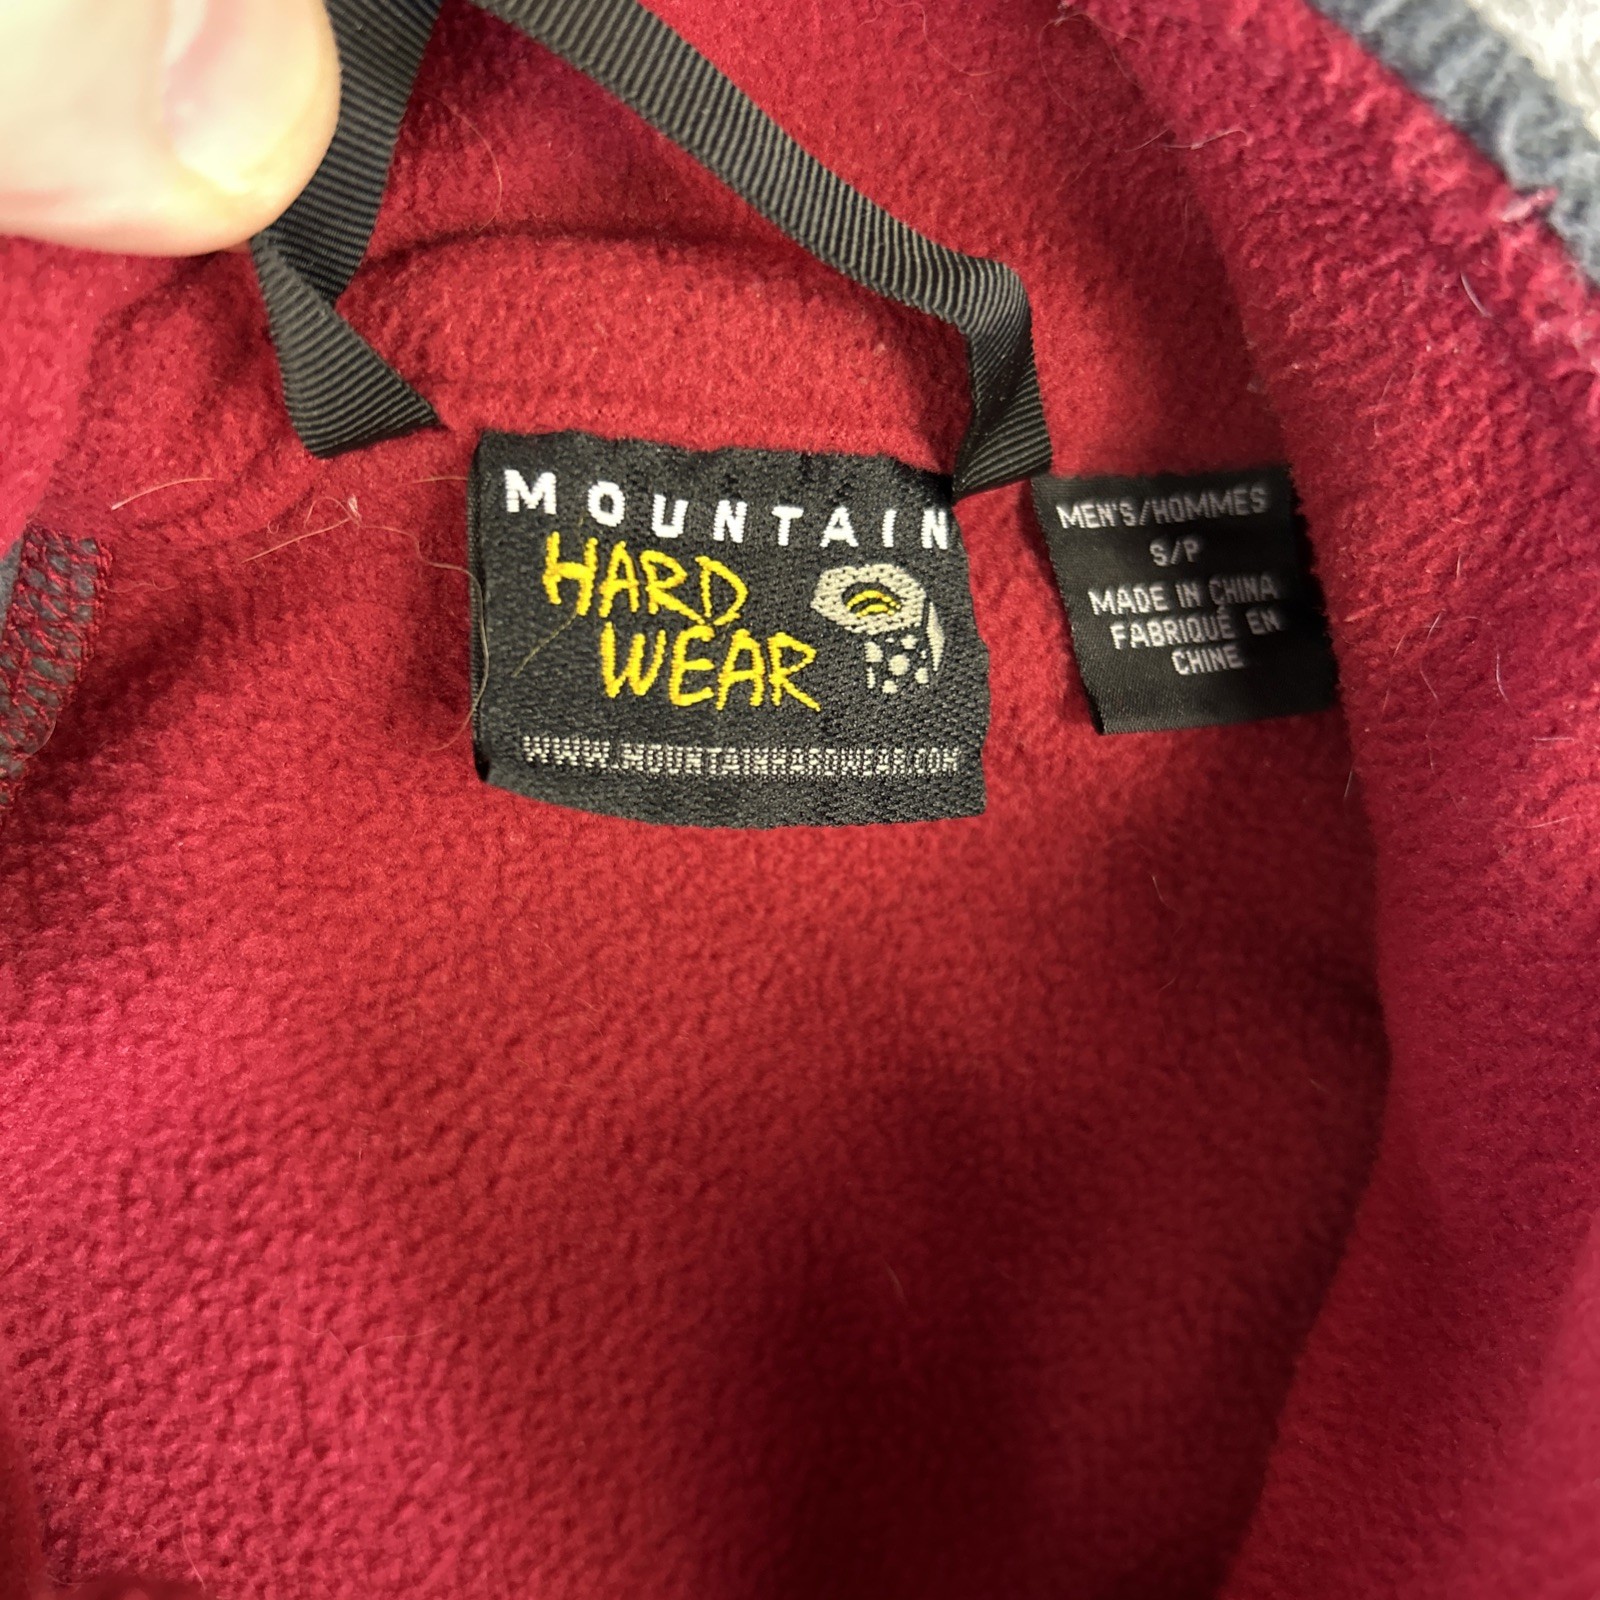 MOUNTAIN
HARD
WEAR
WWW.MOUNTAINHARDWEAR.COM
MEN'S/HOMMES
S/P
MADE IN CHINA
FABRIQUÉ EN
CHINE